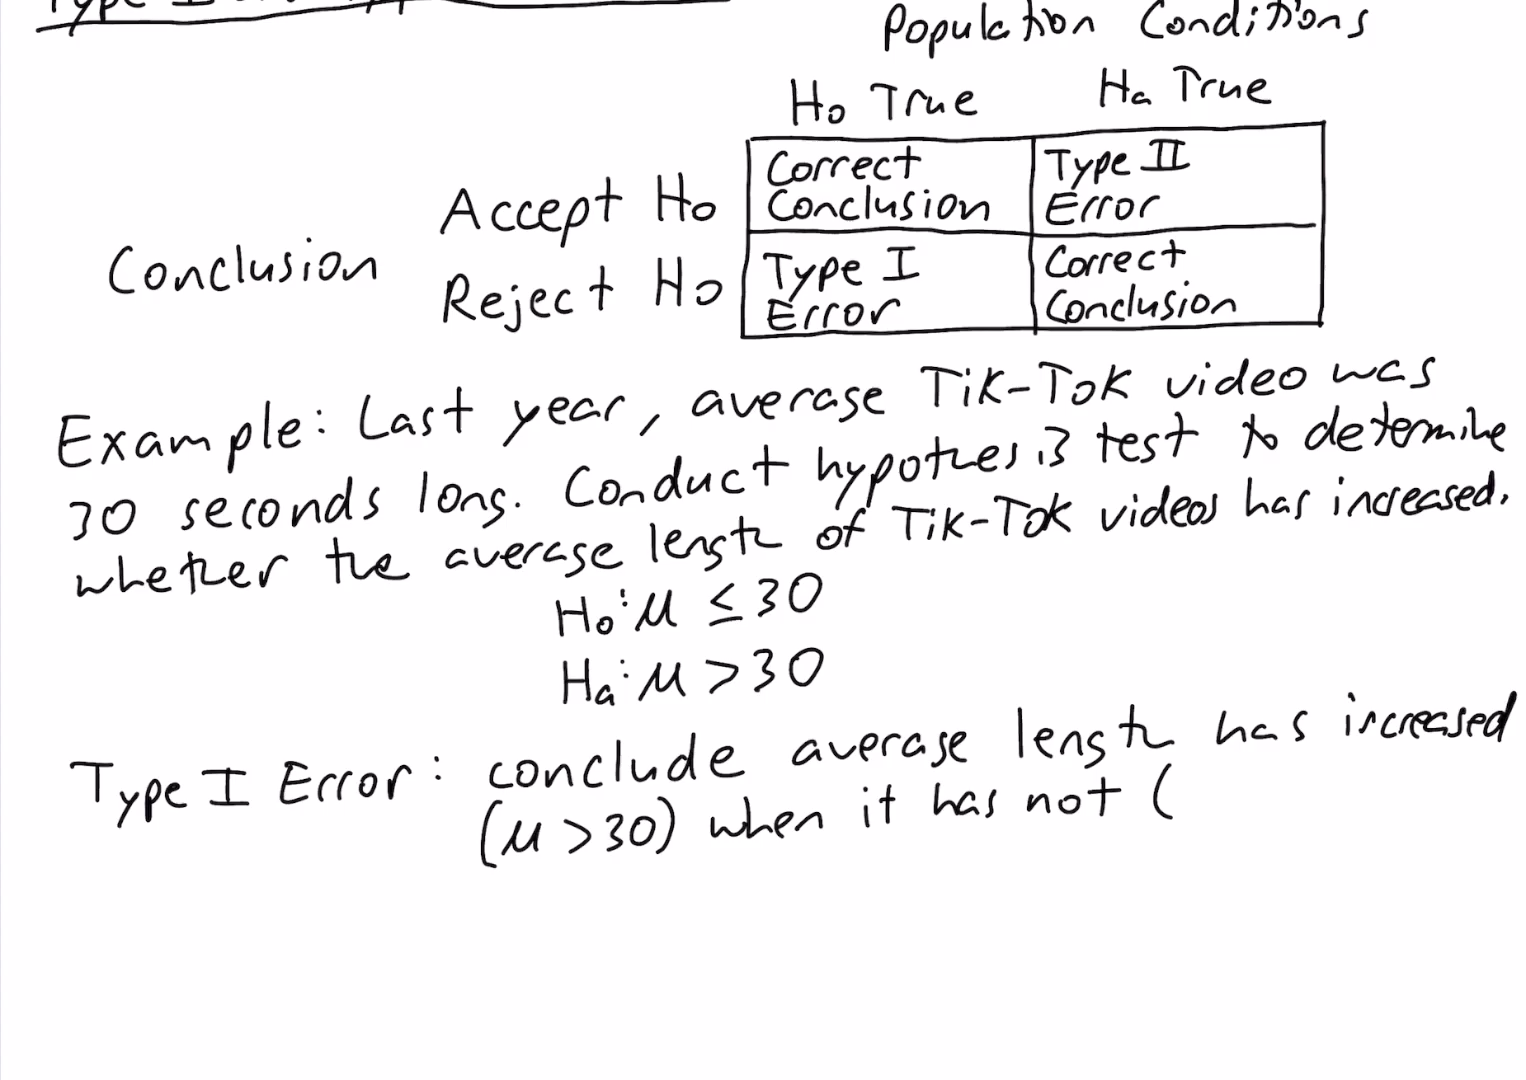 Type I
Population Conditions
Ho True Ha True
Accept Ho Correct Conclusion Type II Error
Conclusion
Reject Ho Type I Error Correct Conclusion
Example: Last year, average Tik-Tok video was
30 seconds long. Conduct hypothesis test to determine
whether the average length of Tik-Tok videos has increased.
Ho: μ ≤ 30
Ha: μ > 30
Type I Error: conclude average length has increased
(μ > 30) when it has not (